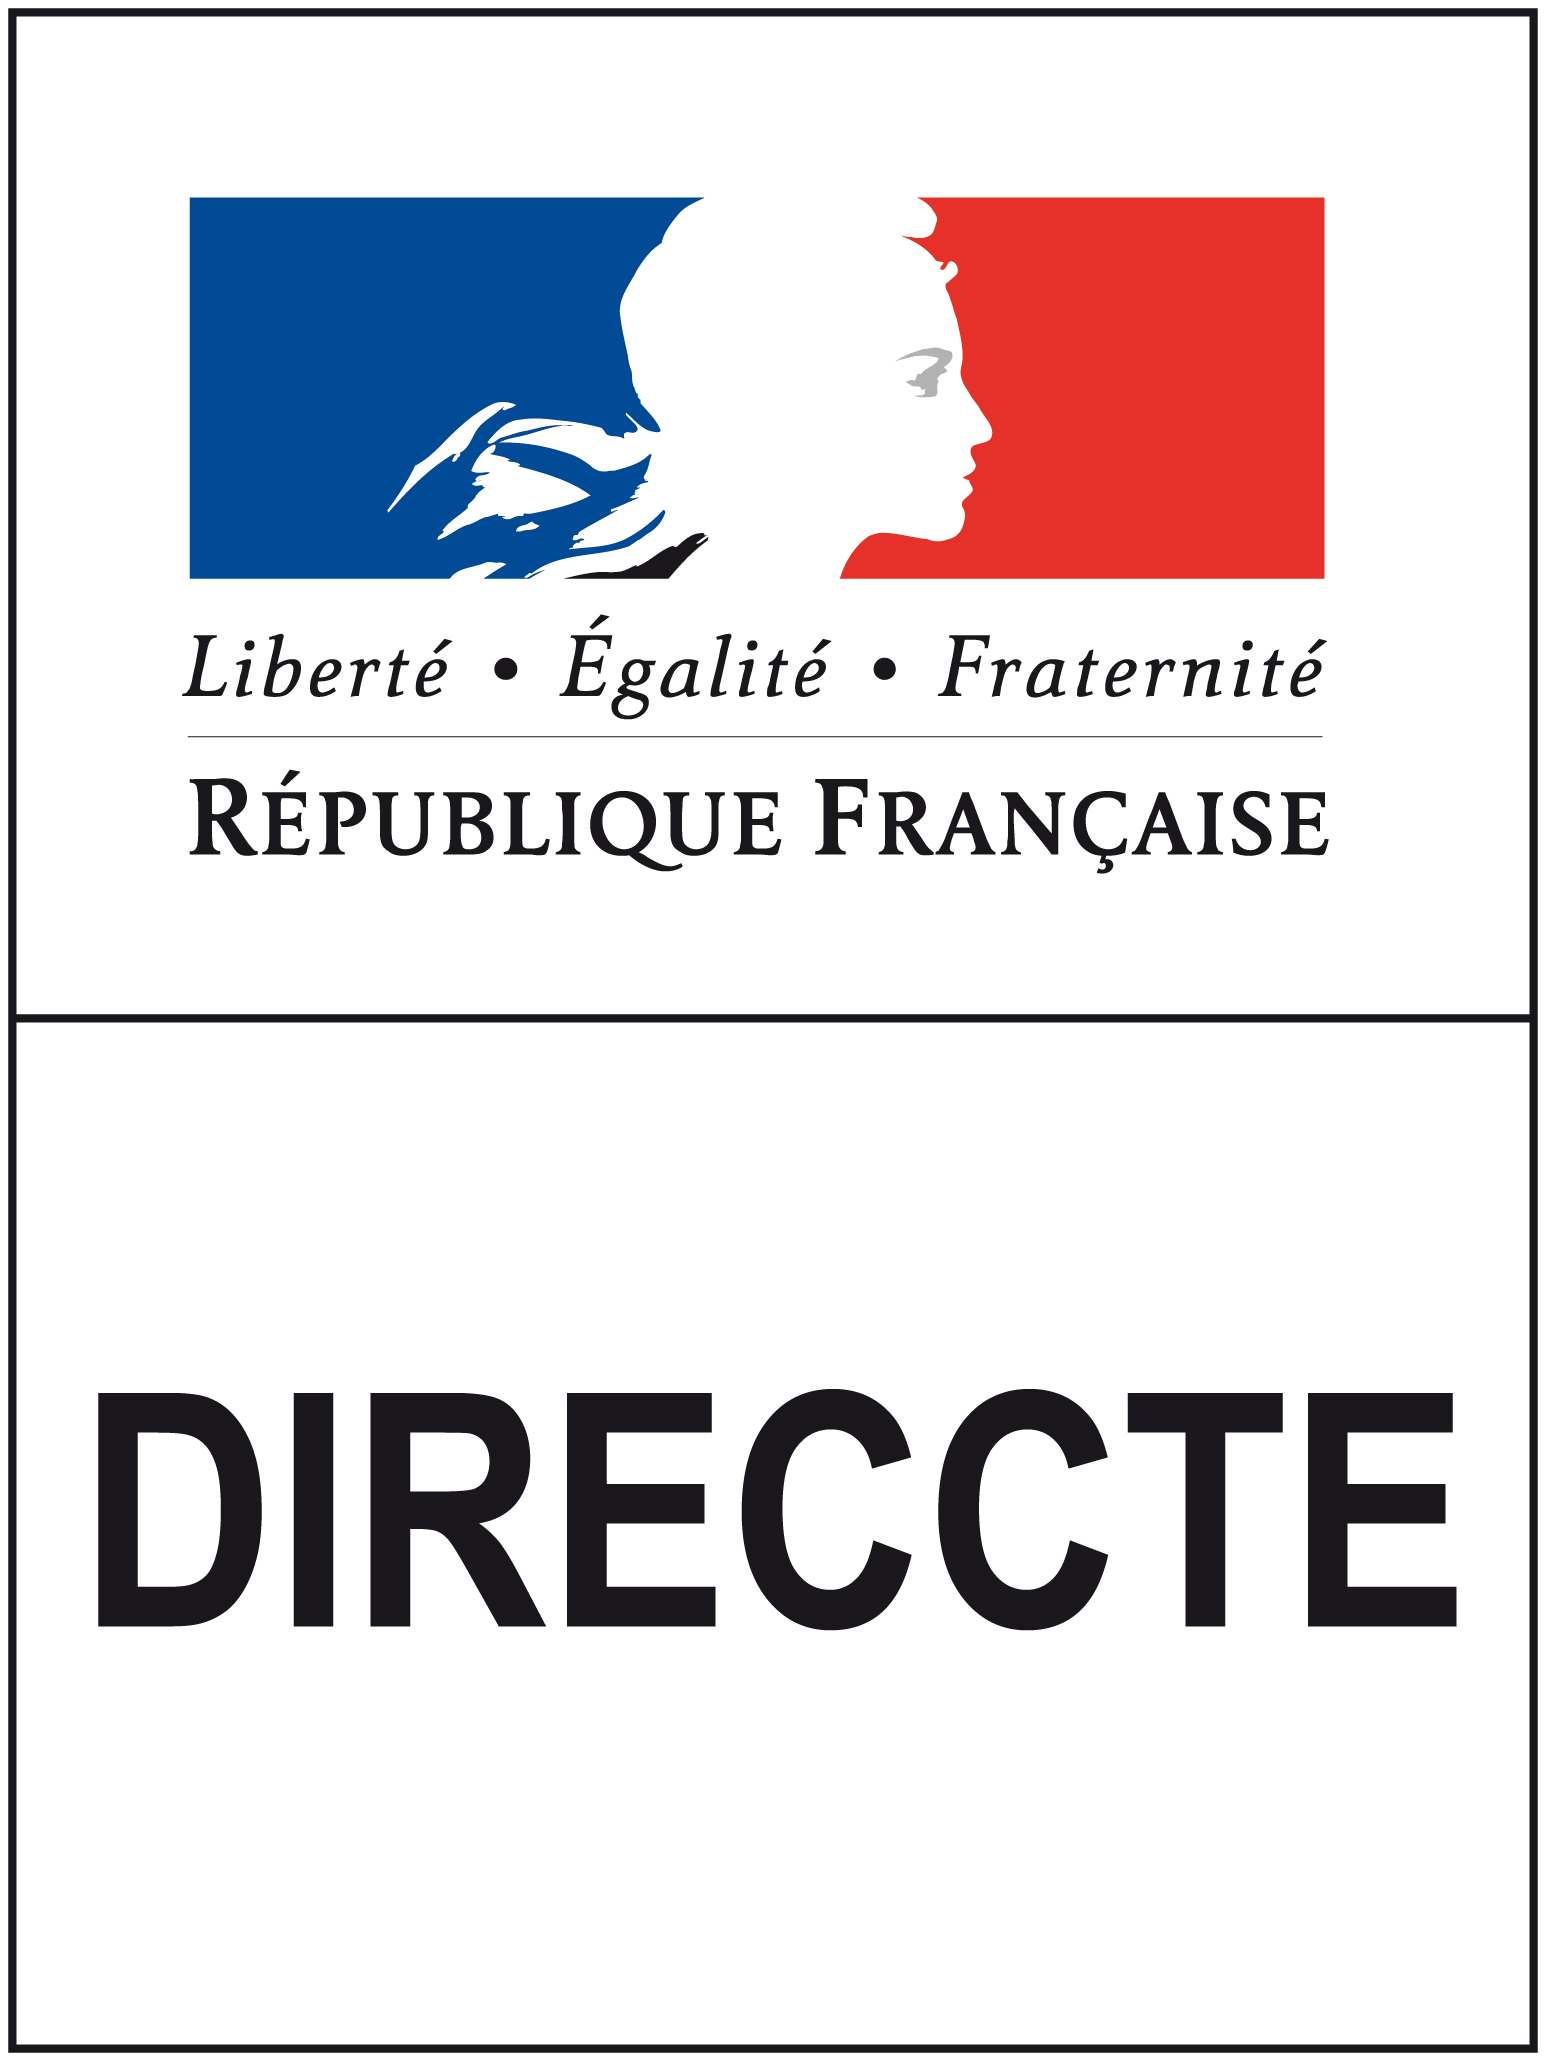 Liberté • Égalité • Fraternité
RÉPUBLIQUE FRANÇAISE
DIRECCTE